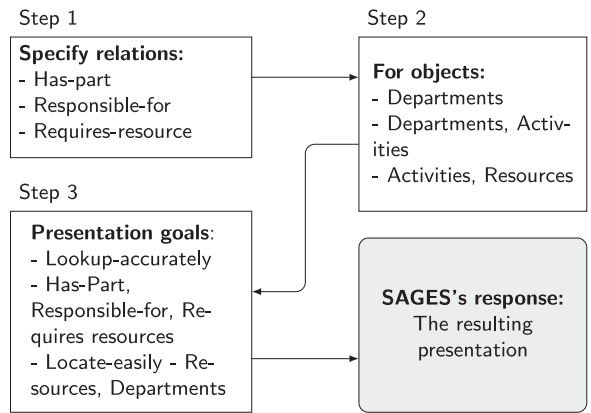 Step 1
Specify relations:
- Has-part
- Responsible-for
- Requires-resource
Step 2
For objects:
- Departments
- Departments, Activ-
ities
- Activities, Resources
Step 3
Presentation goals:
- Lookup-accurately
- Has-Part,
Responsible-for, Re-
quires resources
- Locate-easily - Re-
sources, Departments
SAGES's response:
The resulting
presentation